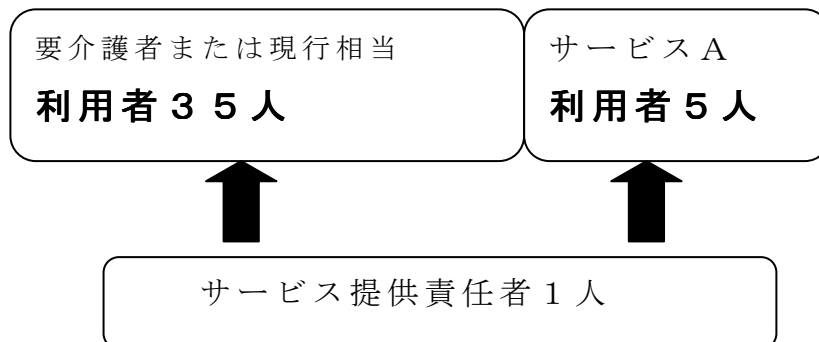 要介護者または現行相当
利用者３５人
サービスＡ
利用者５人
サービス提供責任者１人